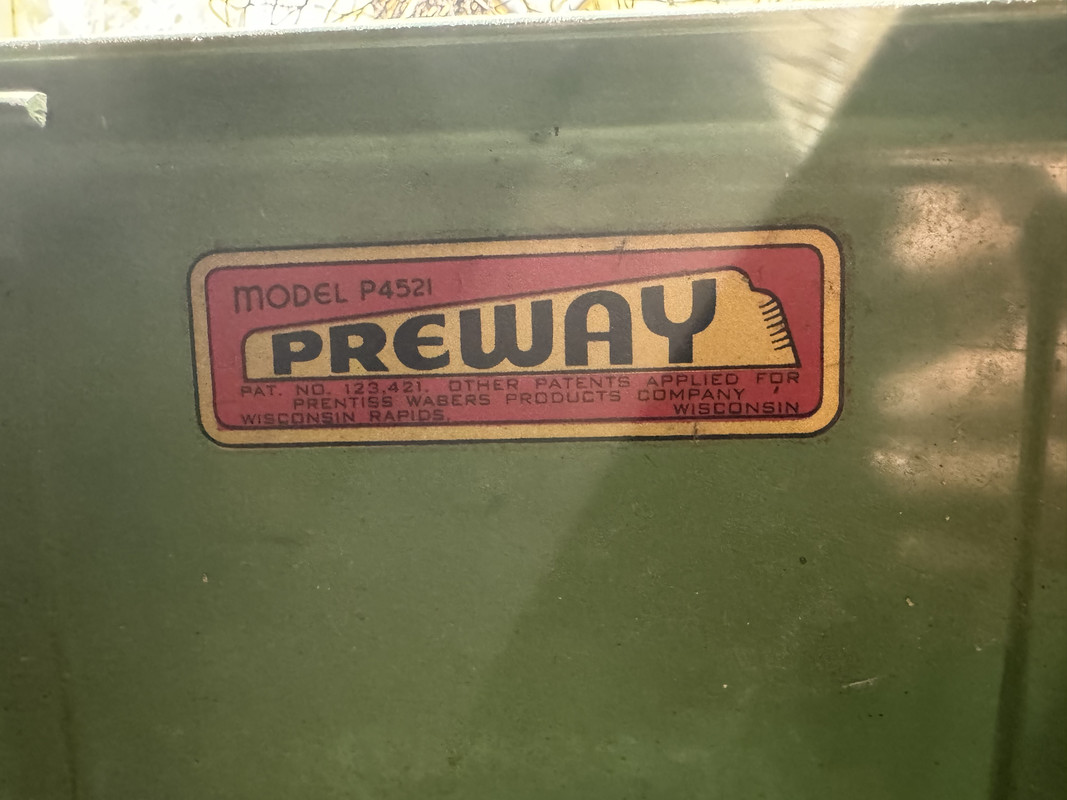 MODEL P4521
PREWAY
PAT. NO. 123,421. OTHER PATENTS APPLIED FOR
PRENTISS WABERS PRODUCTS COMPANY
WISCONSIN RAPIDS, WISCONSIN